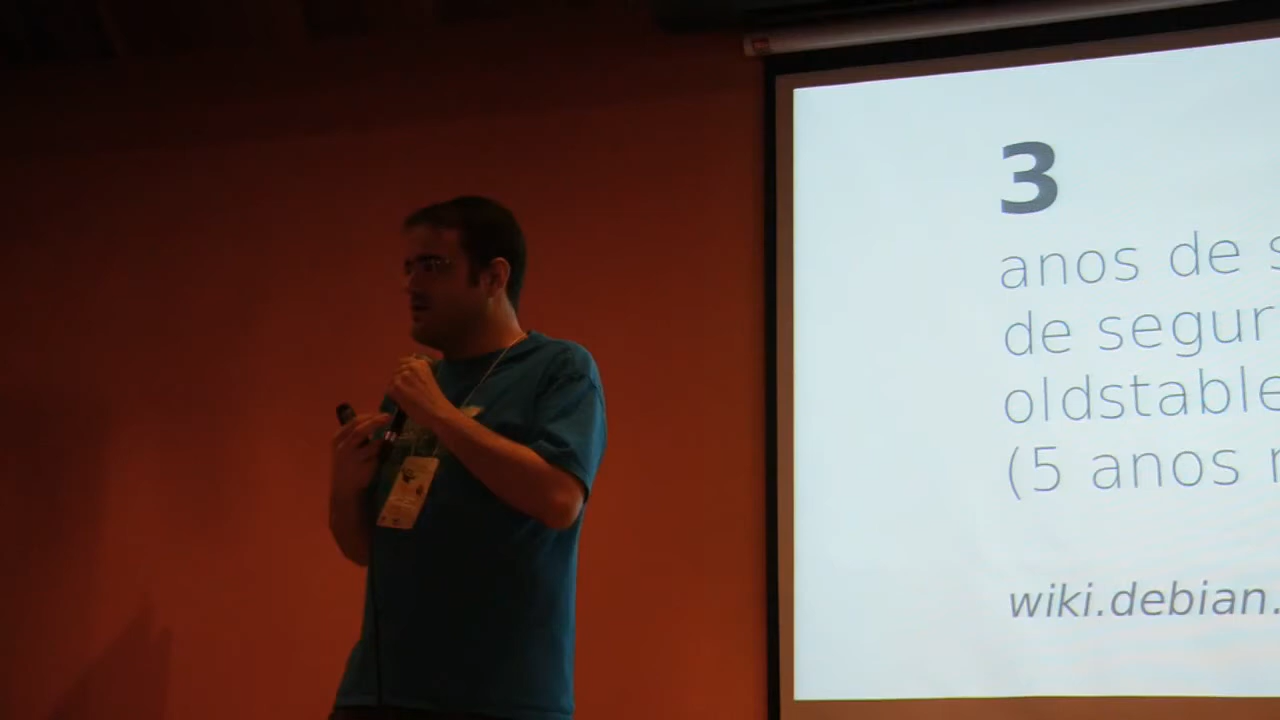 3
anos de
de segur
oldstable
(5 anos
wiki.debian.